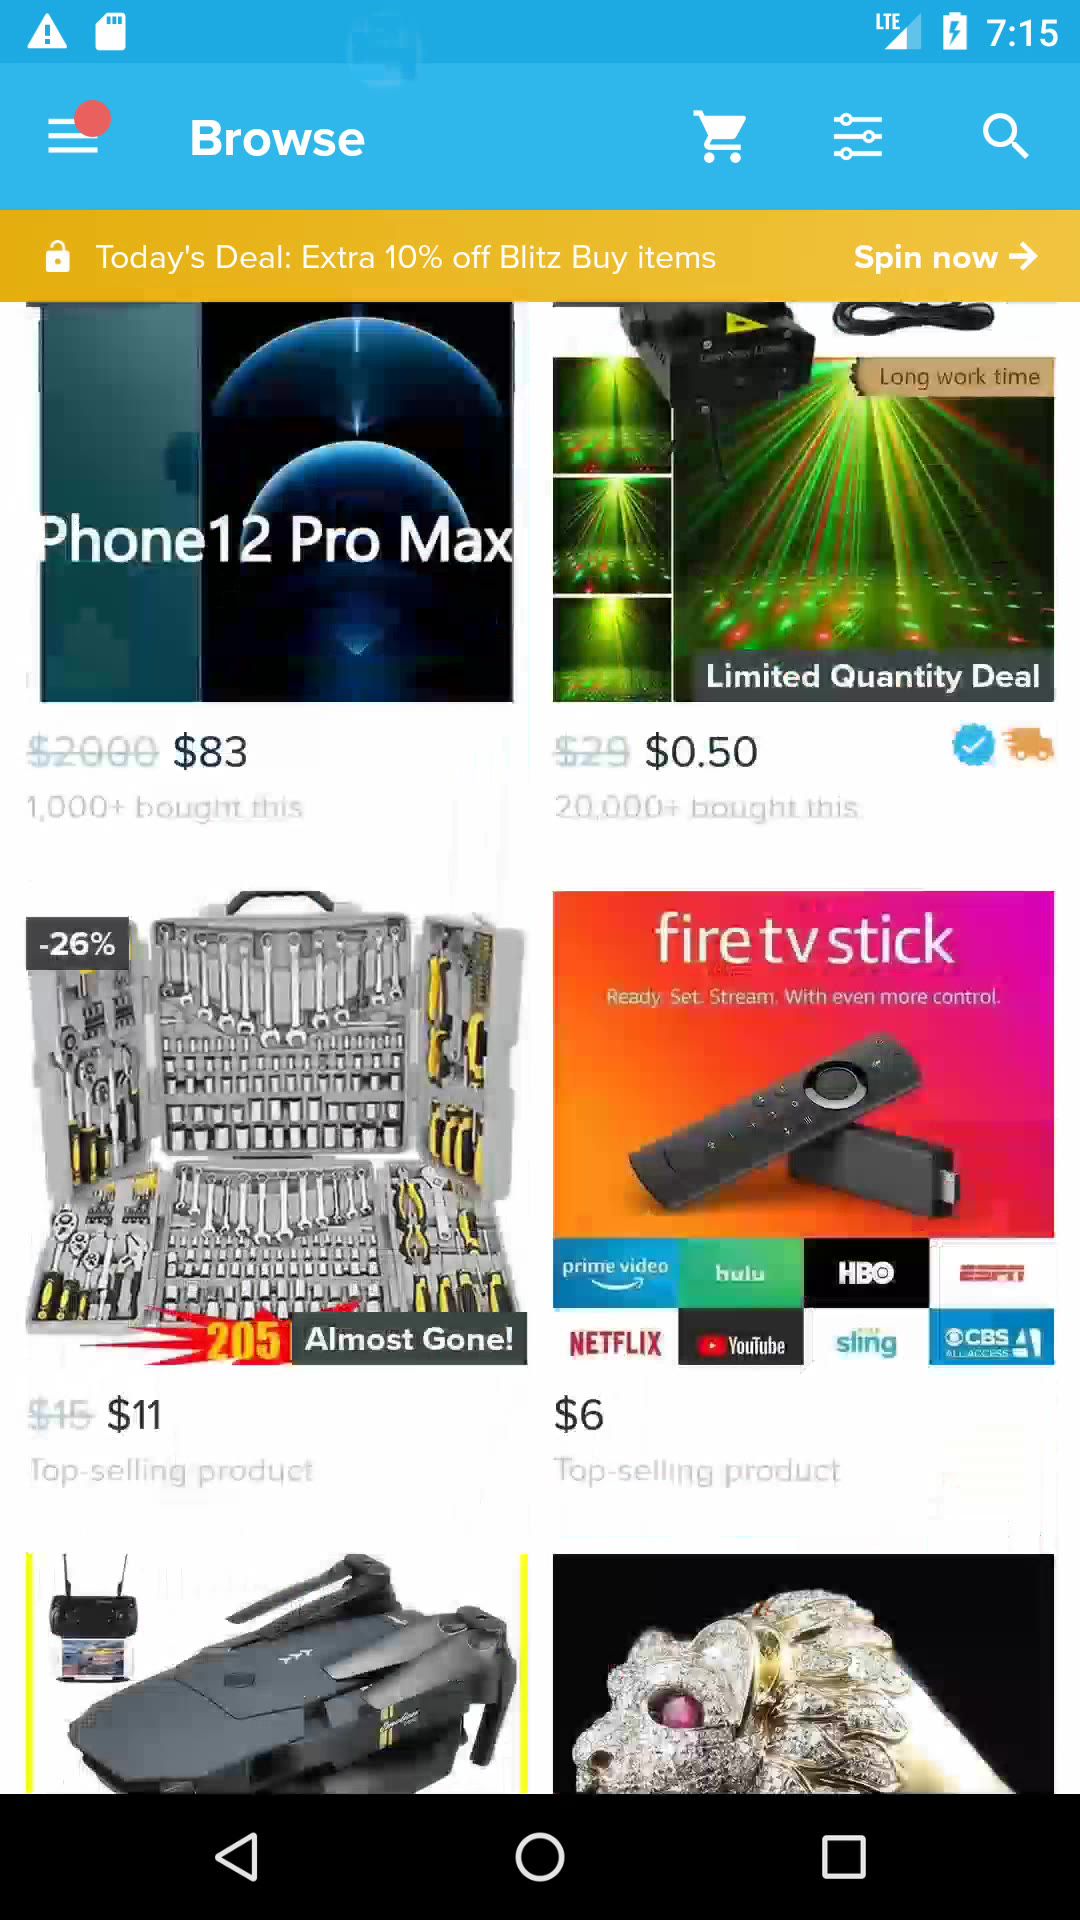 LTE 7:15
Browse
Today's Deal: Extra 10% off Blitz Buy items Spin now
Long work time
Phone12 Pro Max
Limited Quantity Deal
$2000 $83
$29 $0.50
1,000+ bought this
20,000+ bought this
-26%
fire tv stick
Ready. Set. Stream. With even more control.
prime video
hulu
HBO
ESPN
205
Almost Gone!
NETFLIX
YouTube
sling
CBS
ALL ACCESS
$15 $11
$6
Top-selling product
Top-selling product